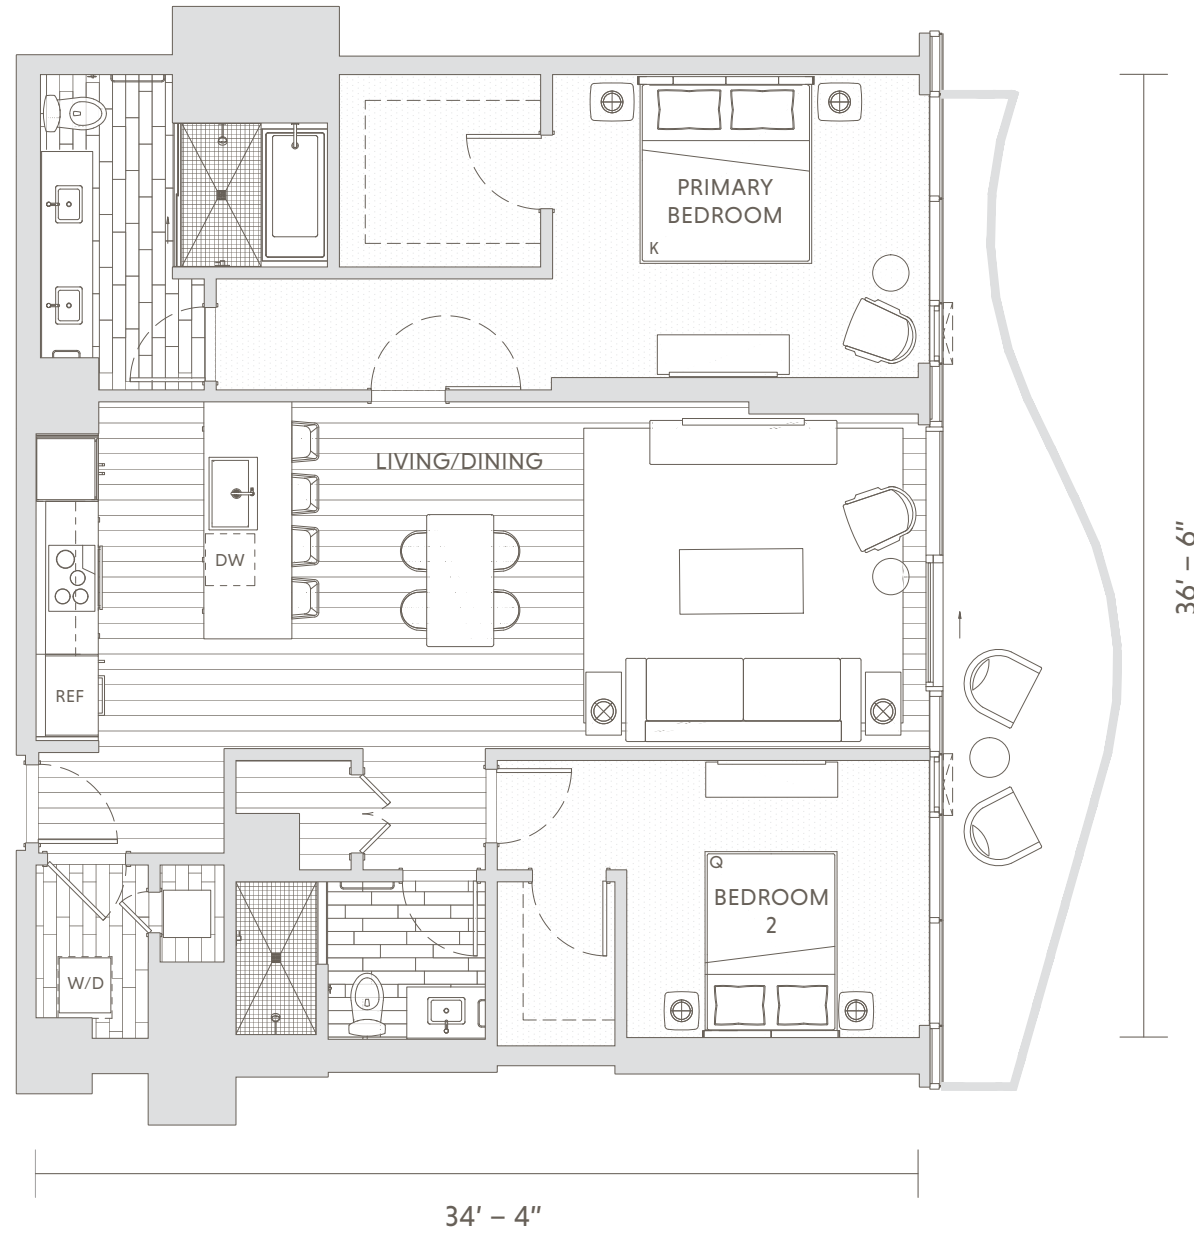 PRIMARY
BEDROOM
K
LIVING/DINING
DW
REF
36' – 6"
Q
BEDROOM
2
W/D
34' – 4"